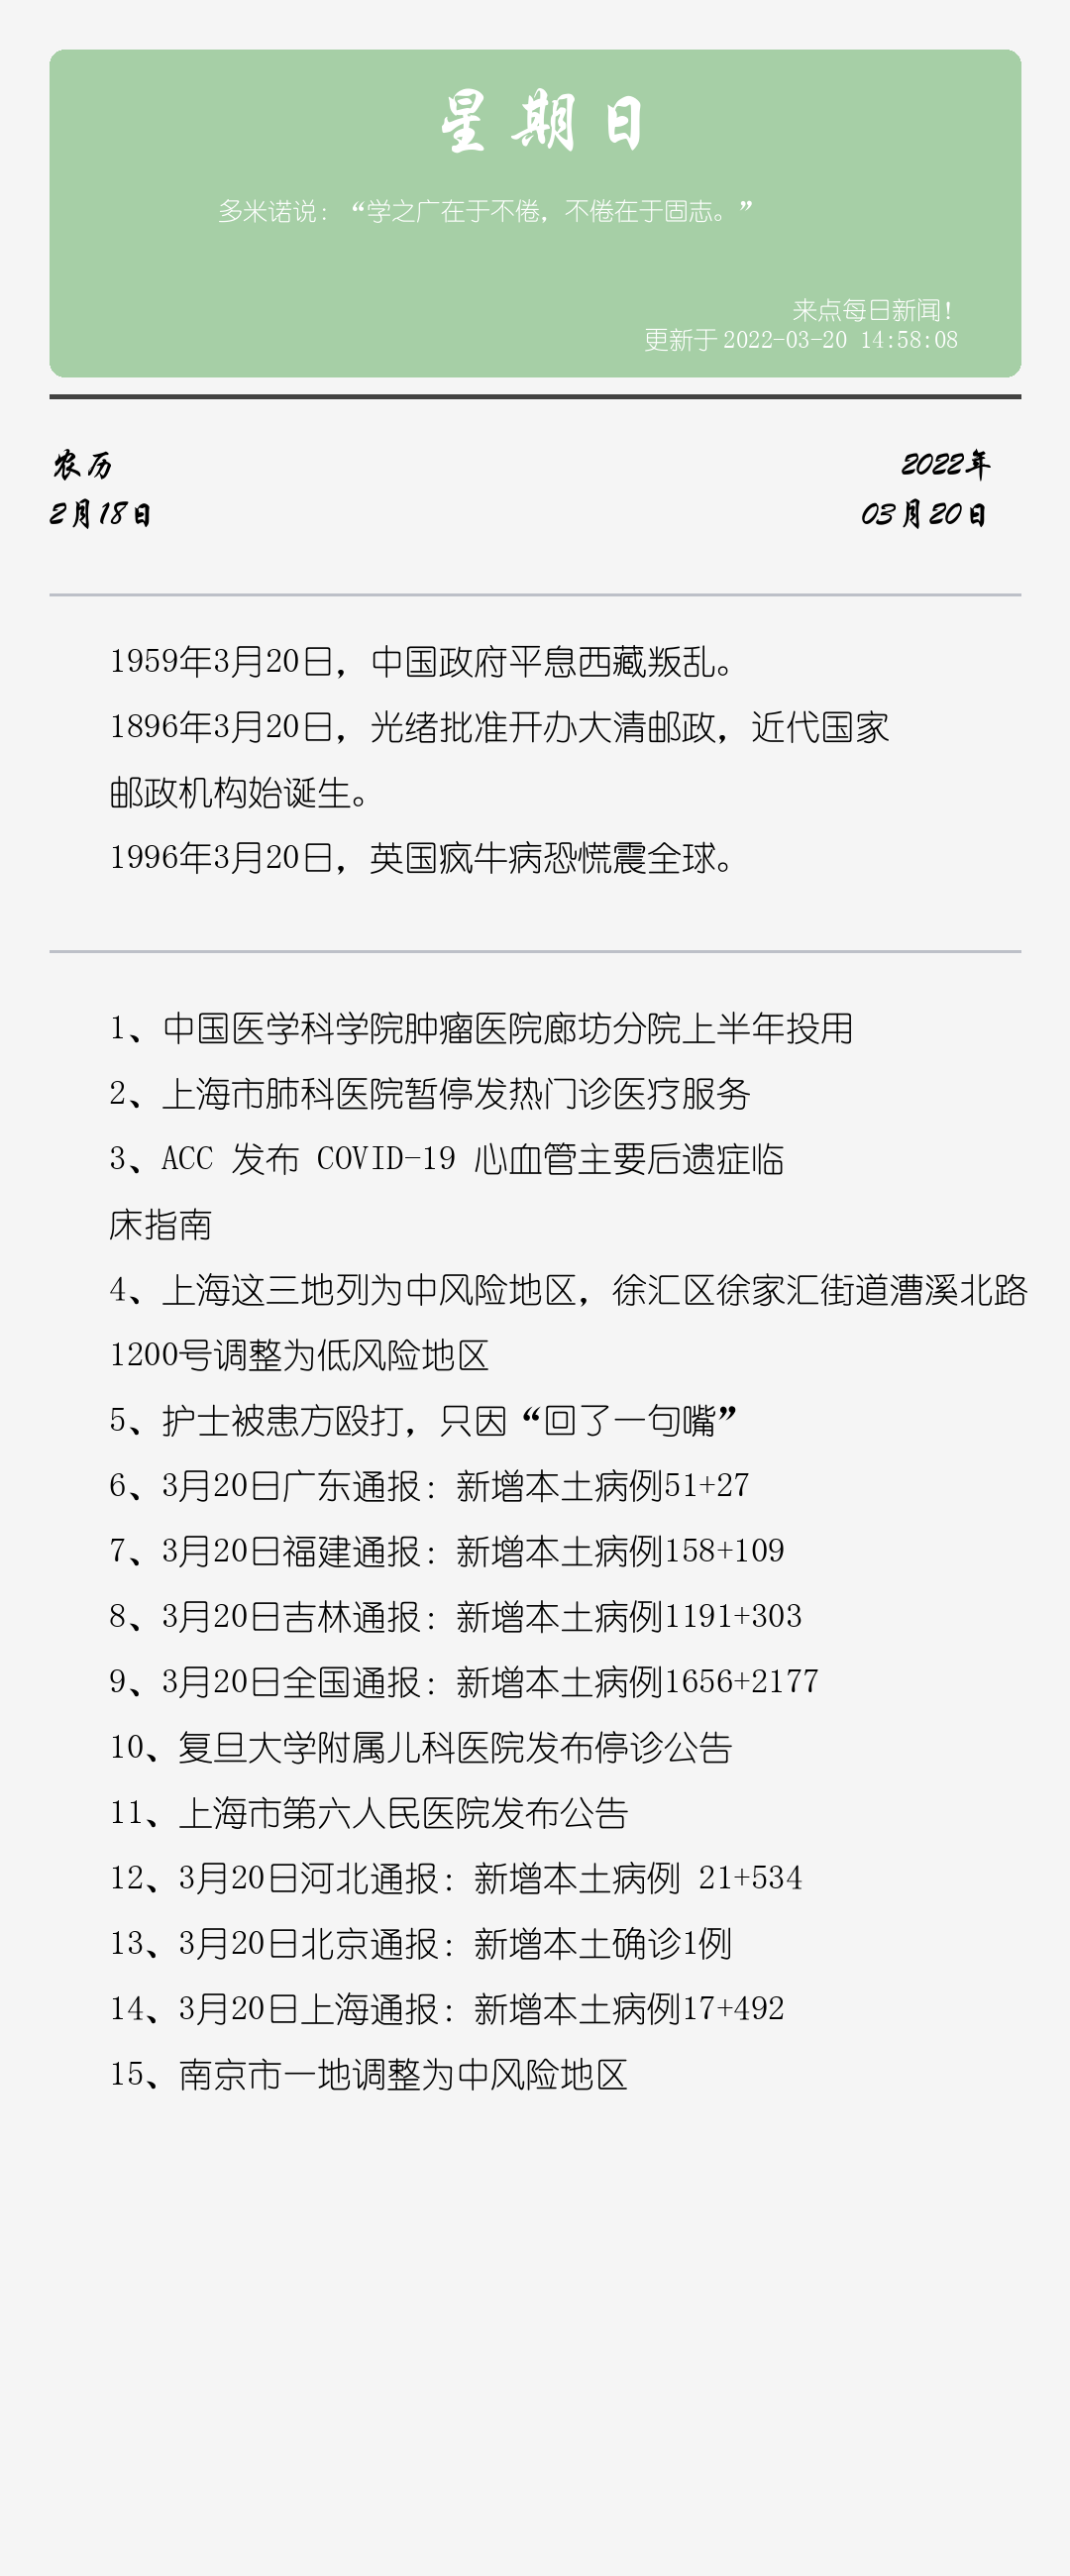 星期日
多米诺说：“学之广在于不倦，不倦在于固志。”
来点每日新闻！
更新于2022-03-20 14:58:08
农历
2月18日
2022年
03月20日
1959年3月20日，中国政府平息西藏叛乱。
1896年3月20日，光绪批准开办大清邮政，近代国家
邮政机构始诞生。
1996年3月20日，英国疯牛病恐慌震全球。
1、中国医学科学院肿瘤医院廊坊分院上半年投用
2、上海市肺科医院暂停发热门诊医疗服务
3、ACC 发布 COVID-19 心血管主要后遗症临
床指南
4、上海这三地列为中风险地区，徐汇区徐家汇街道漕溪北路
1200号调整为低风险地区
5、护士被患方殴打，只因“回了一句嘴”
6、3月20日广东通报：新增本土病例51+27
7、3月20日福建通报：新增本土病例158+109
8、3月20日吉林通报：新增本土病例1191+303
9、3月20日全国通报：新增本土病例1656+2177
10、复旦大学附属儿科医院发布停诊公告
11、上海市第六人民医院发布公告
12、3月20日河北通报：新增本土病例 21+534
13、3月20日北京通报：新增本土确诊1例
14、3月20日上海通报：新增本土病例17+492
15、南京市一地调整为中风险地区